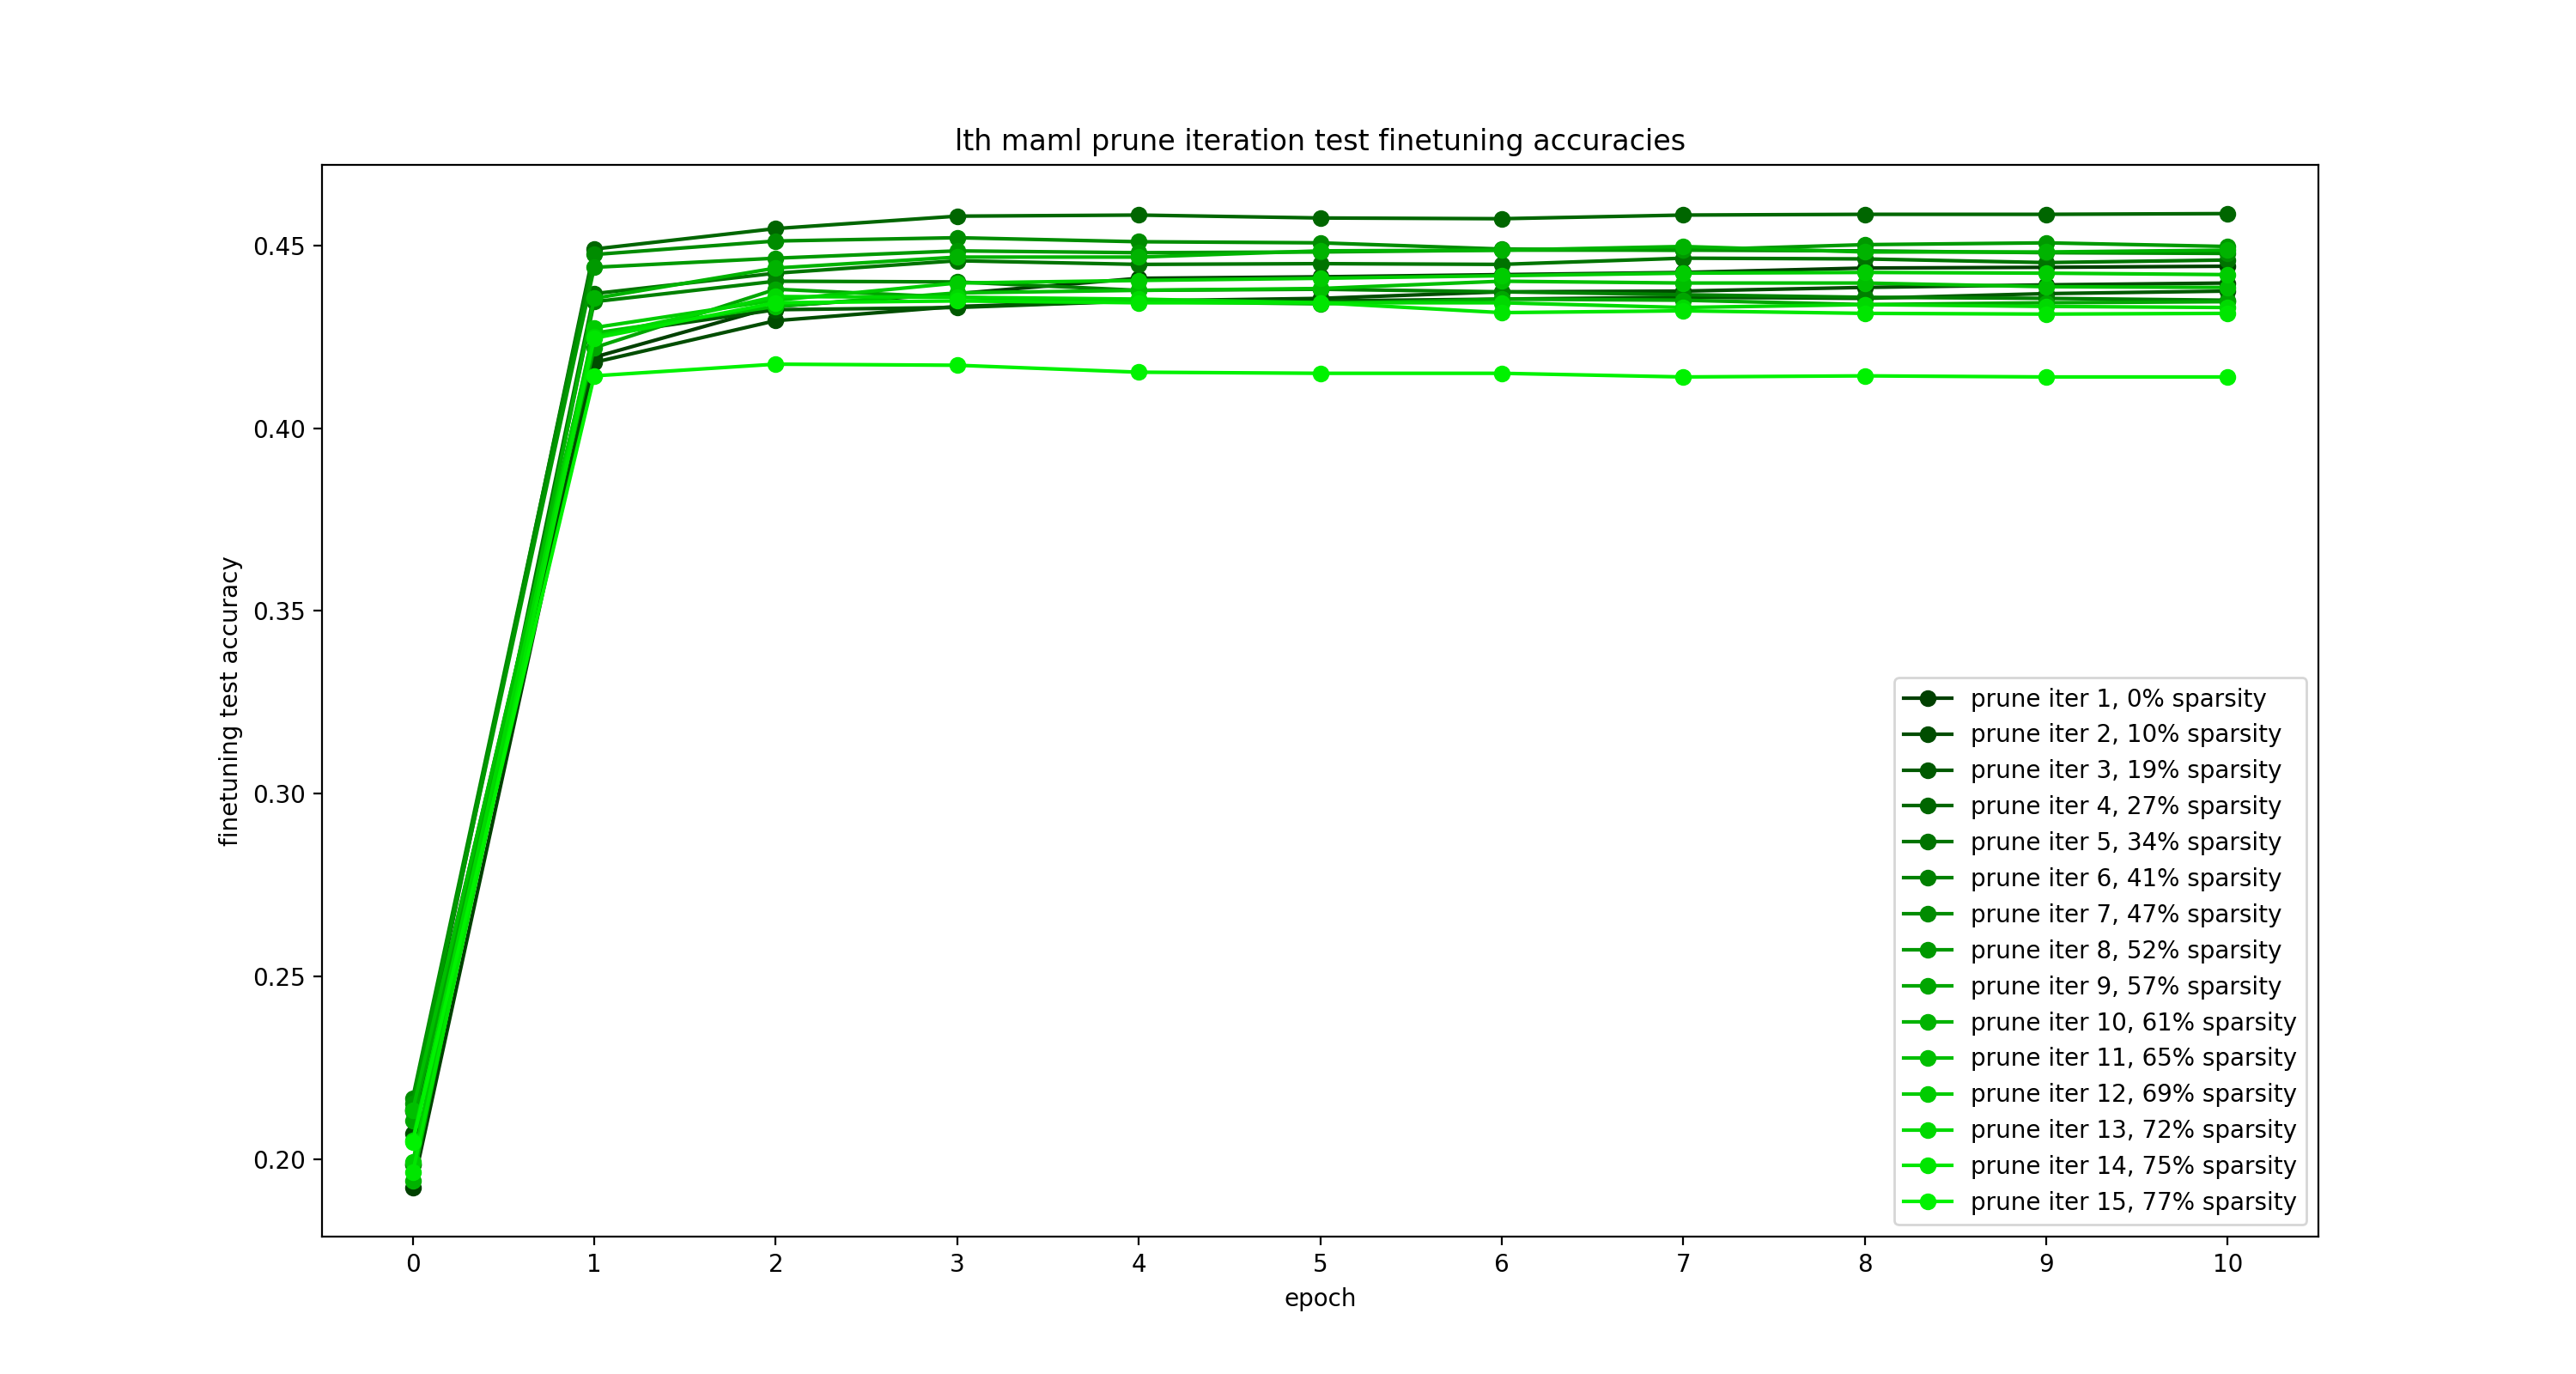 lth maml prune iteration test finetuning accuracies
finetuning test accuracy
0.45
0.40
0.35
0.30
0.25
0.20
prune iter 1, 0% sparsity
prune iter 2, 10% sparsity
prune iter 3, 19% sparsity
prune iter 4, 27% sparsity
prune iter 5, 34% sparsity
prune iter 6, 41% sparsity
prune iter 7, 47% sparsity
prune iter 8, 52% sparsity
prune iter 9, 57% sparsity
prune iter 10, 61% sparsity
prune iter 11, 65% sparsity
prune iter 12, 69% sparsity
prune iter 13, 72% sparsity
prune iter 14, 75% sparsity
prune iter 15, 77% sparsity
0 1 2 3 4 5 6 7 8 9 10
epoch